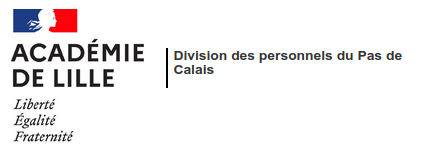 ACADÉMIE
DE LILLE
Liberté
Égalité
Fraternité
Division des personnels du Pas de
Calais